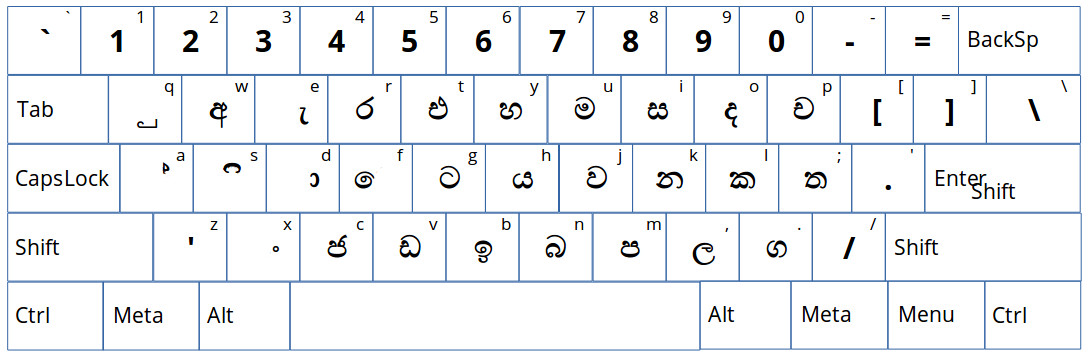 ` ` 1 1 2 2 3 3 4 4 5 5 6 6 7 7 8 8 9 9 0 0 - - = = BackSp
Tab ු q අ w ැ e ර r එ t හ y ම u ස i ද o ච p [ [ ] ] \ \
CapsLock ් a ි s ා d ෙ f ට g ය h ව j න k ක l ත ; . ' Enter Shift
Shift ' z ං x ජ c ඩ v ඉ b බ n ප m ල , ග . / / Shift
Ctrl Meta Alt Alt Meta Menu Ctrl